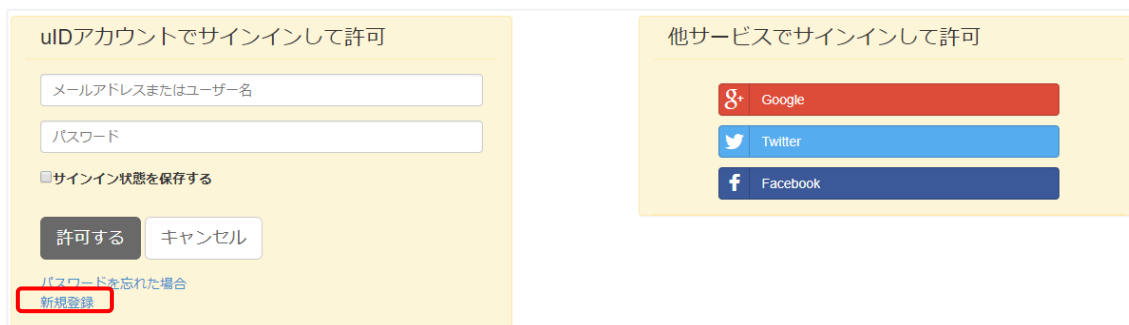 uIDアカウントでサインインして許可
メールアドレスまたはユーザー名
パスワード
サインイン状態を保存する
許可する
キャンセル
パスワードを忘れた場合
新規登録
他サービスでサインインして許可
g+ Google
Twitter
f Facebook